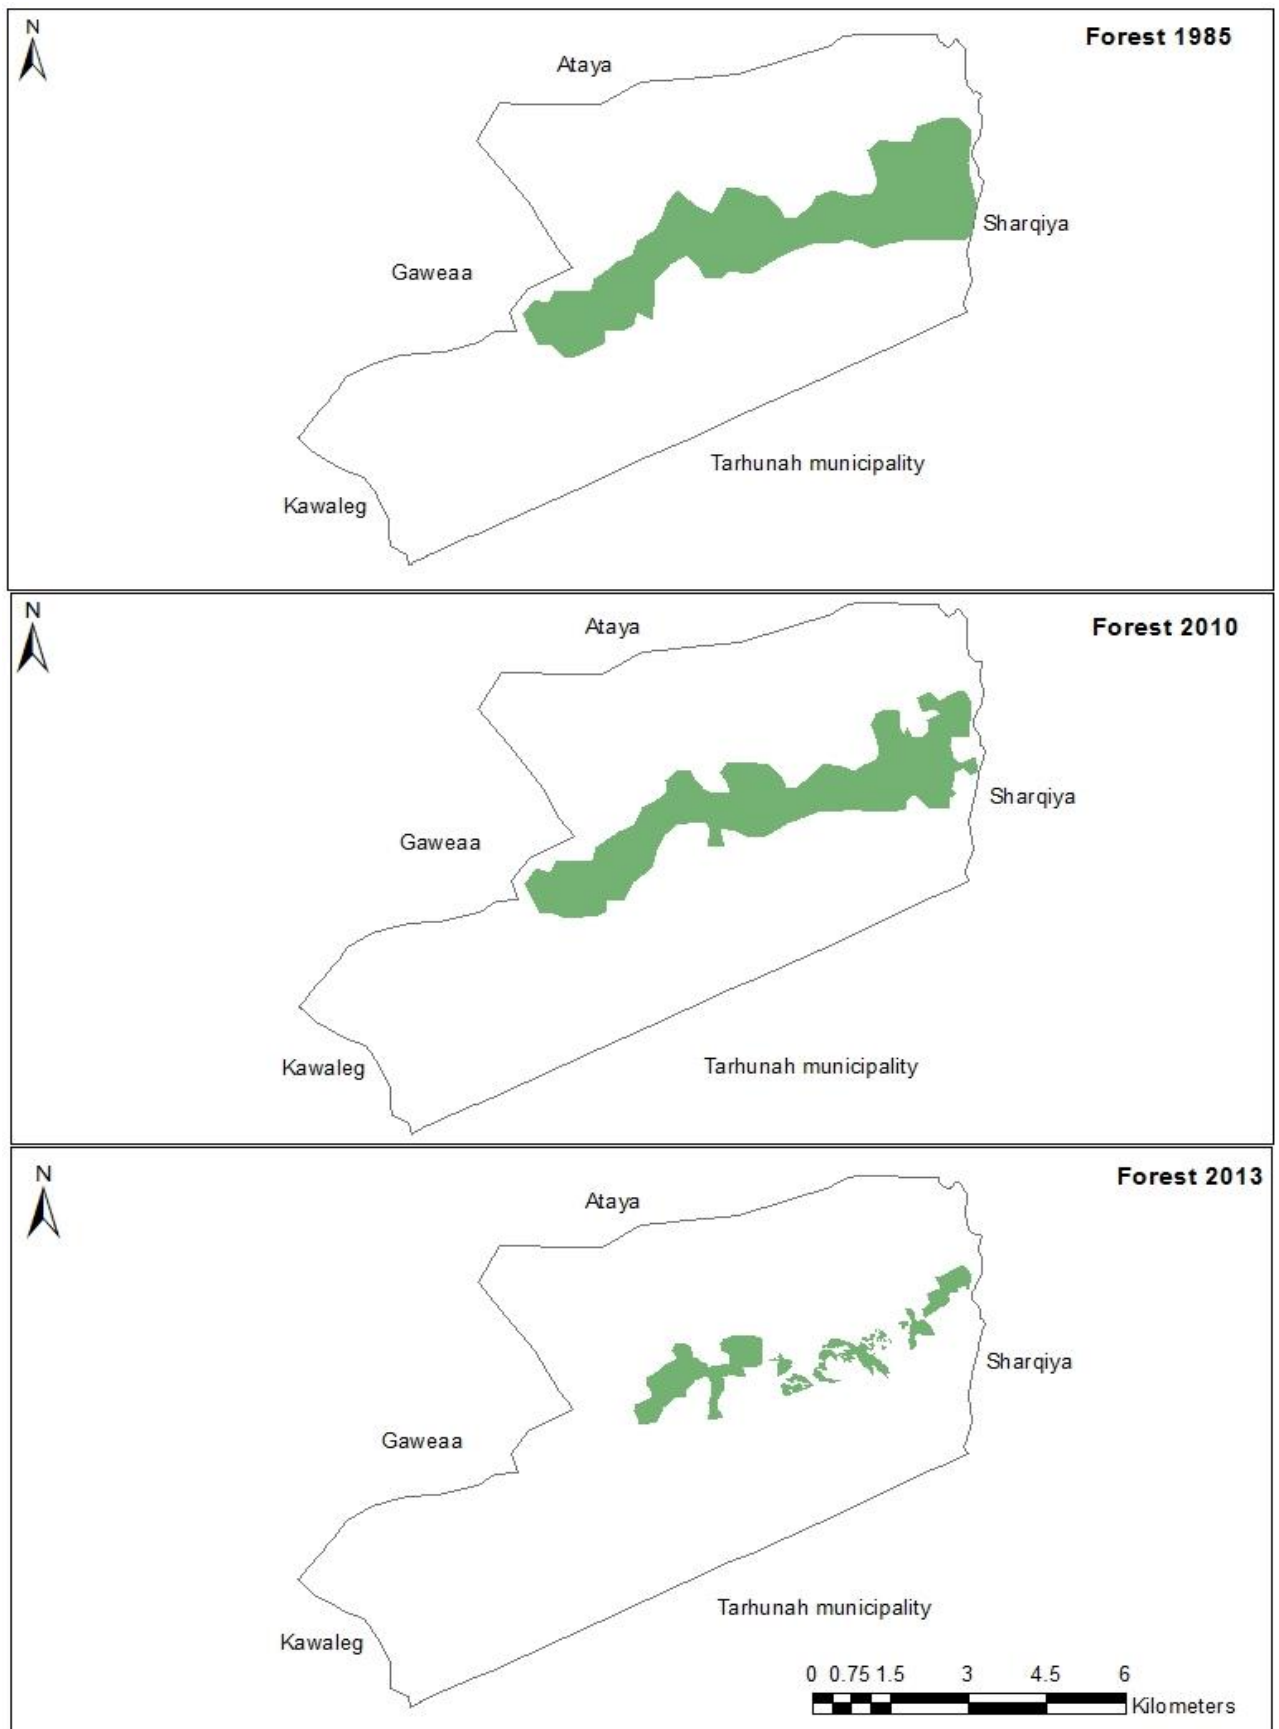 N
Forest 1985
Ataya
Sharqiya
Gaweaa
Tarhunah municipality
Kawaleg
N
Forest 2010
Ataya
Sharqiya
Gaweaa
Kawaleg
Tarhunah municipality
N
Forest 2013
Ataya
Sharqiya
Gaweaa
Tarhunah municipality
Kawaleg
0 0.75 1.5 3 4.5 6
Kilometers